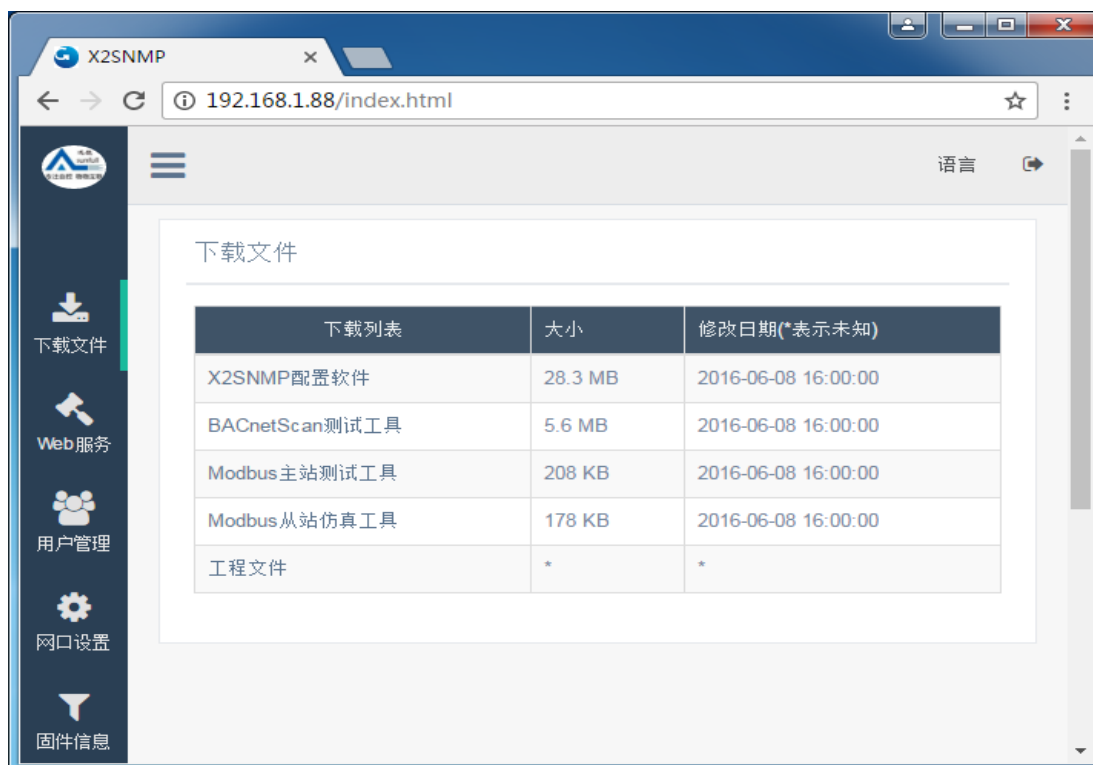 X2SNMP
192.168.1.88/index.html
语言
下载文件
下载列表 大小 修改日期(*表示未知)
X2SNMP配置软件 28.3 MB 2016-06-08 16:00:00
BACnetScan测试工具 5.6 MB 2016-06-08 16:00:00
Modbus主站测试工具 208 KB 2016-06-08 16:00:00
Modbus从站仿真工具 178 KB 2016-06-08 16:00:00
工程文件 * *
下载文件
Web服务
用户管理
网口设置
固件信息